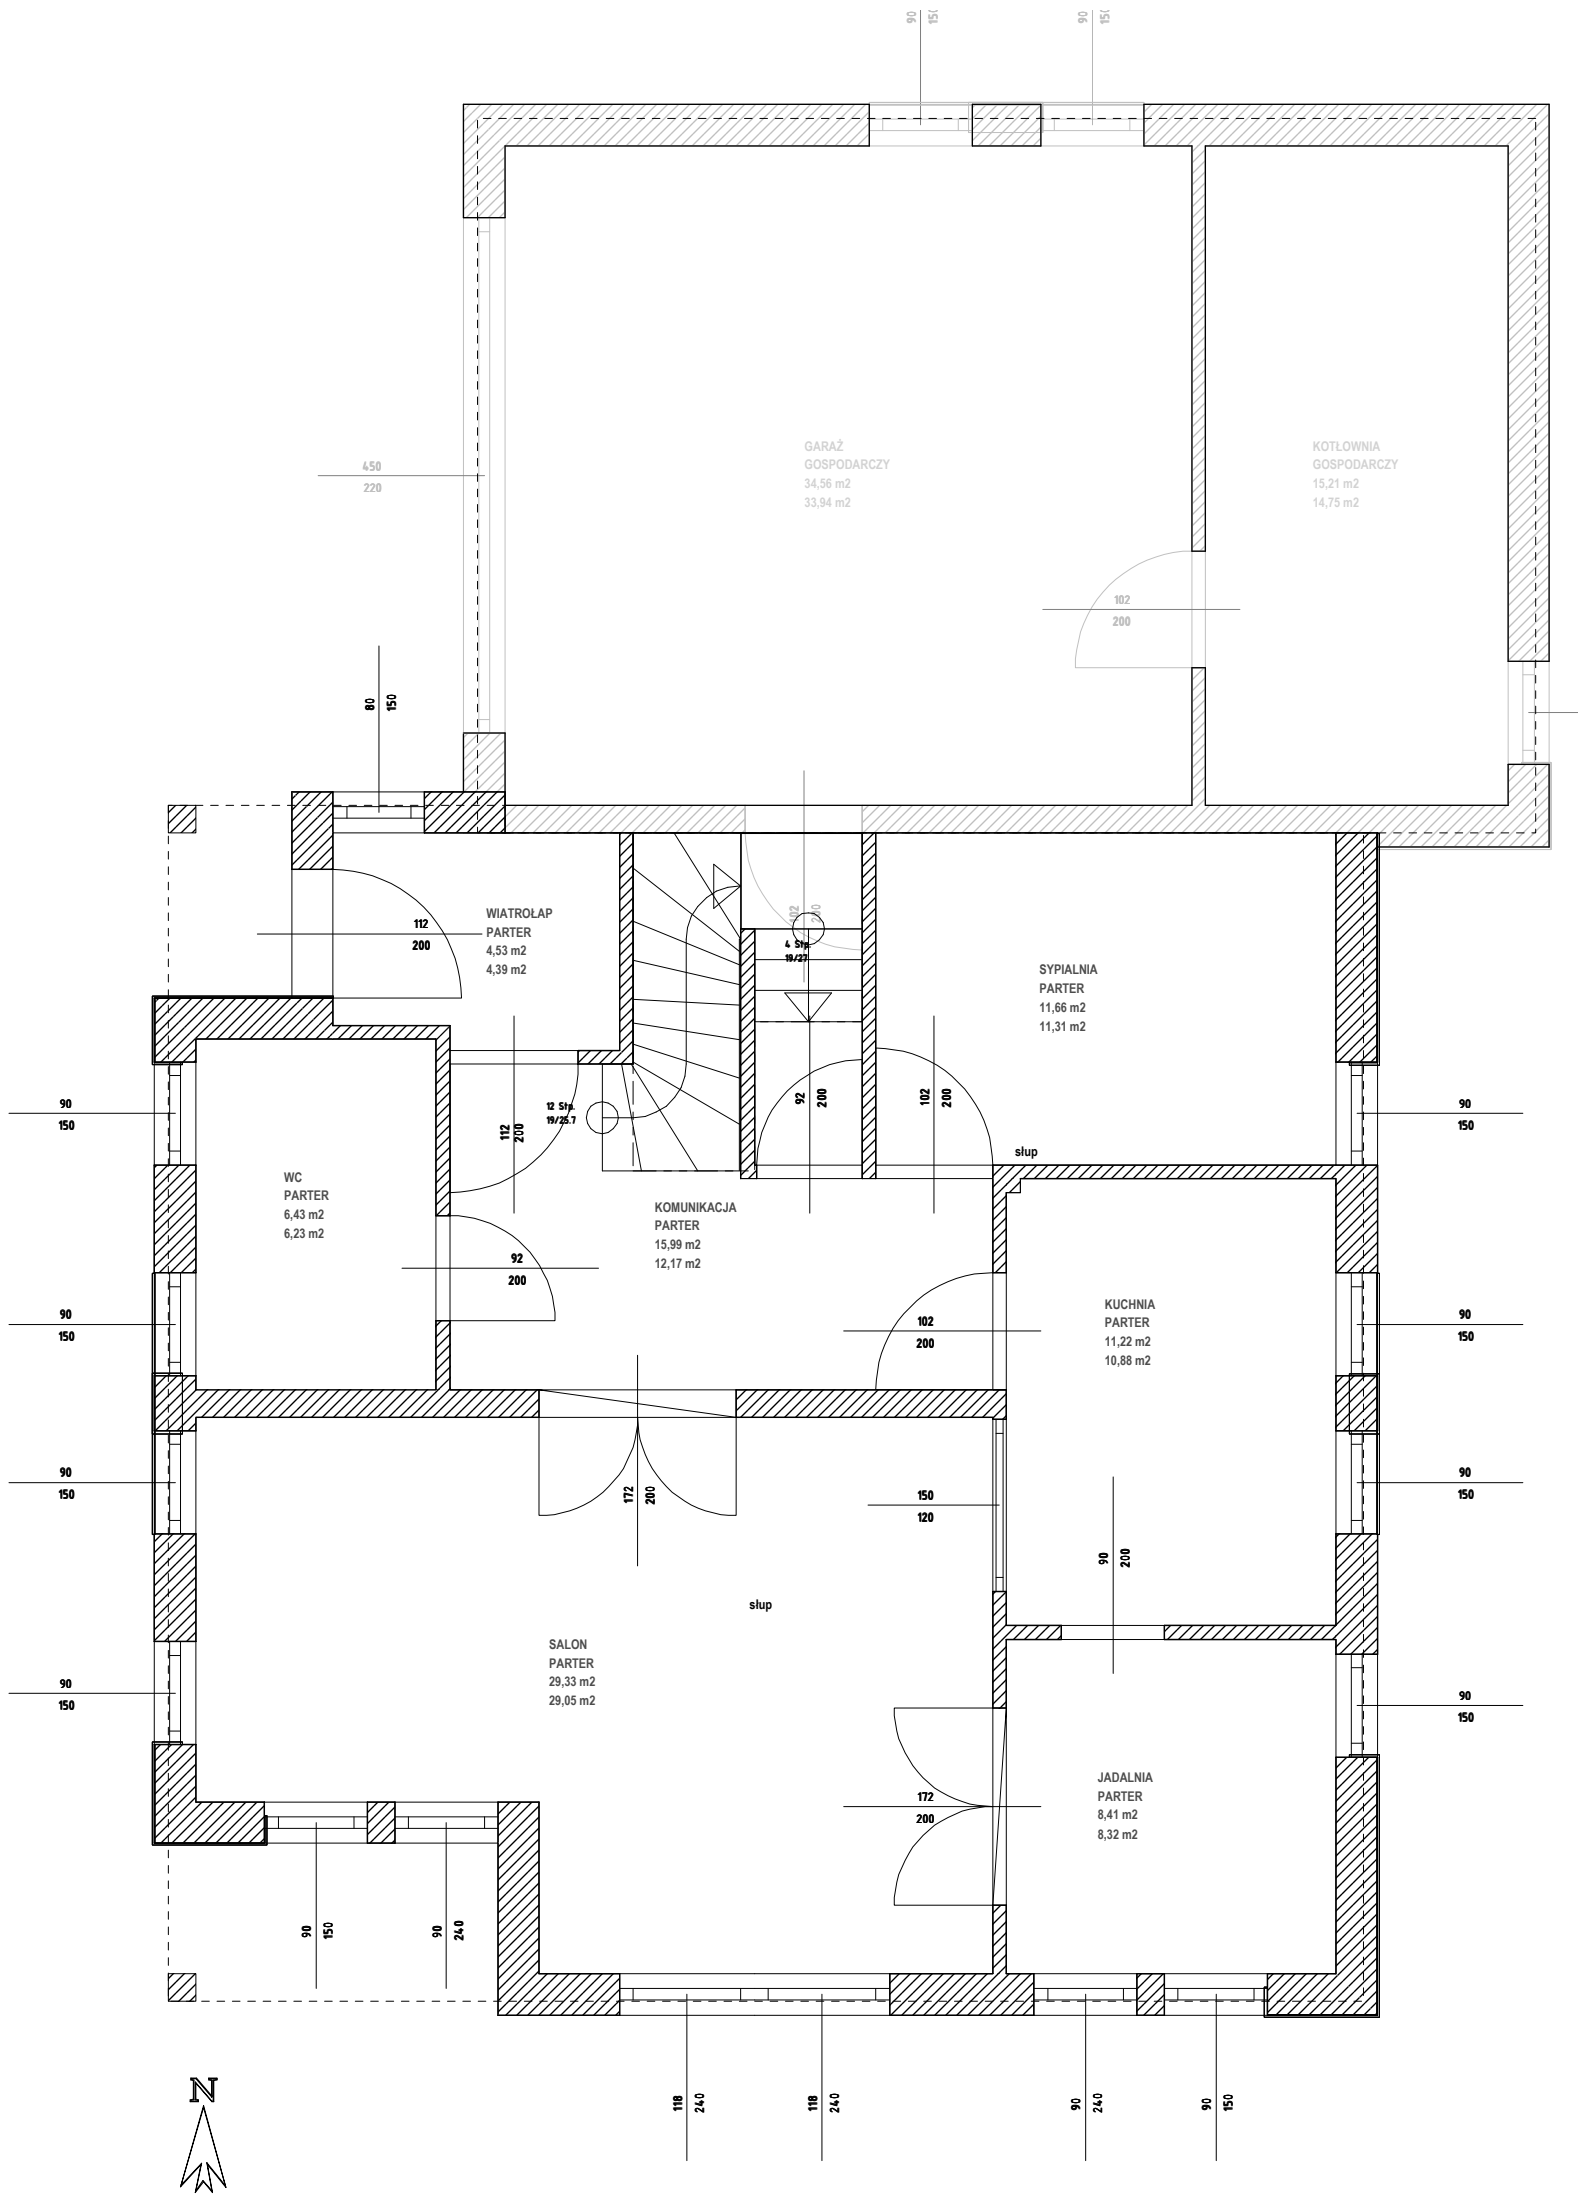 90
150
90
150
GARAŻ
GOSPODARCZY
34,56 m2
33,94 m2
KOTŁOWNIA
GOSPODARCZY
15,21 m2
14,75 m2
450
220
102
200
80
150
WIATROŁAP
PARTER
4,53 m2
4,39 m2
112
200
102
200
4 Stp.
19/27
SYPIALNIA
PARTER
11,66 m2
11,31 m2
90
150
12 Stp.
19/25.7
112
200
92
200
102
200
90
150
słup
WC
PARTER
6,43 m2
6,23 m2
KOMUNIKACJA
PARTER
15,99 m2
12,17 m2
92
200
KUCHNIA
PARTER
11,22 m2
10,88 m2
90
150
102
200
90
150
90
150
172
200
150
120
90
150
90
200
słup
SALON
PARTER
29,33 m2
29,05 m2
90
150
90
150
JADALNIA
PARTER
8,41 m2
8,32 m2
172
200
90
150
90
240
N
118
240
118
240
90
240
90
150